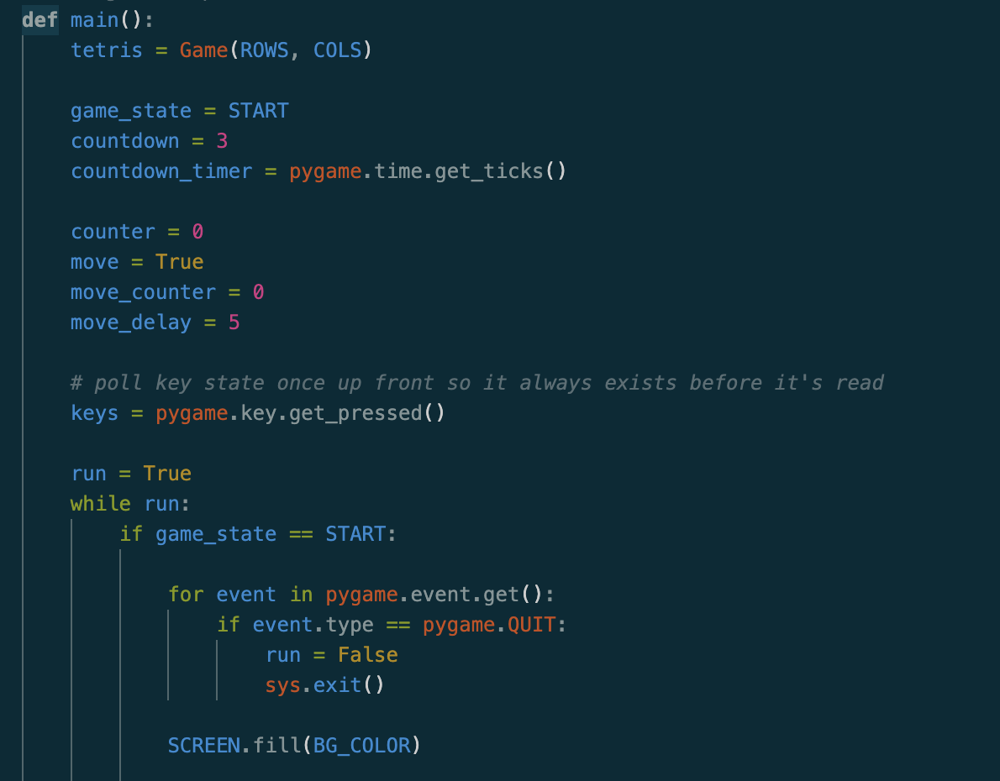 def main():
    tetris = Game(ROWS, COLS)

    game_state = START
    countdown = 3
    countdown_timer = pygame.time.get_ticks()

    counter = 0
    move = True
    move_counter = 0
    move_delay = 5

    # poll key state once up front so it always exists before it's read
    keys = pygame.key.get_pressed()

    run = True
    while run:
        if game_state == START:

            for event in pygame.event.get():
                if event.type == pygame.QUIT:
                    run = False
                    sys.exit()

            SCREEN.fill(BG_COLOR)